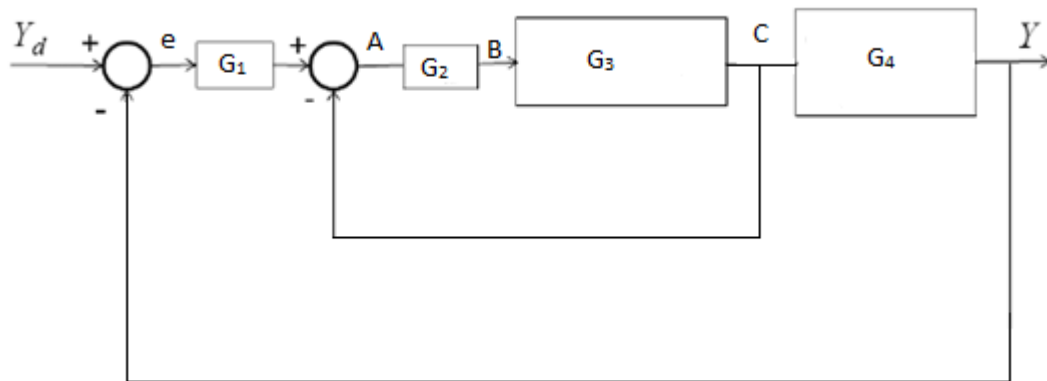 Y_d + e G₁ + A G₂ B G₃ C G₄ Y
- -